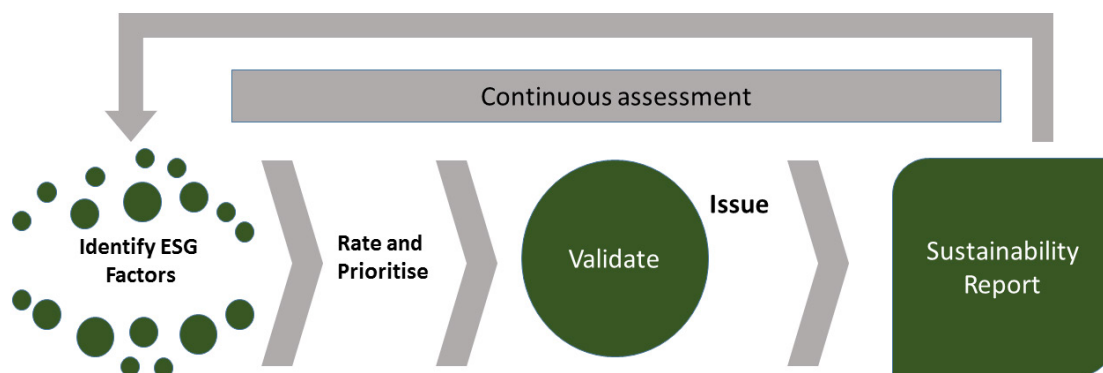 Continuous assessment
Identify ESG
Factors
Rate and
Prioritise
Validate
Issue
Sustainability
Report